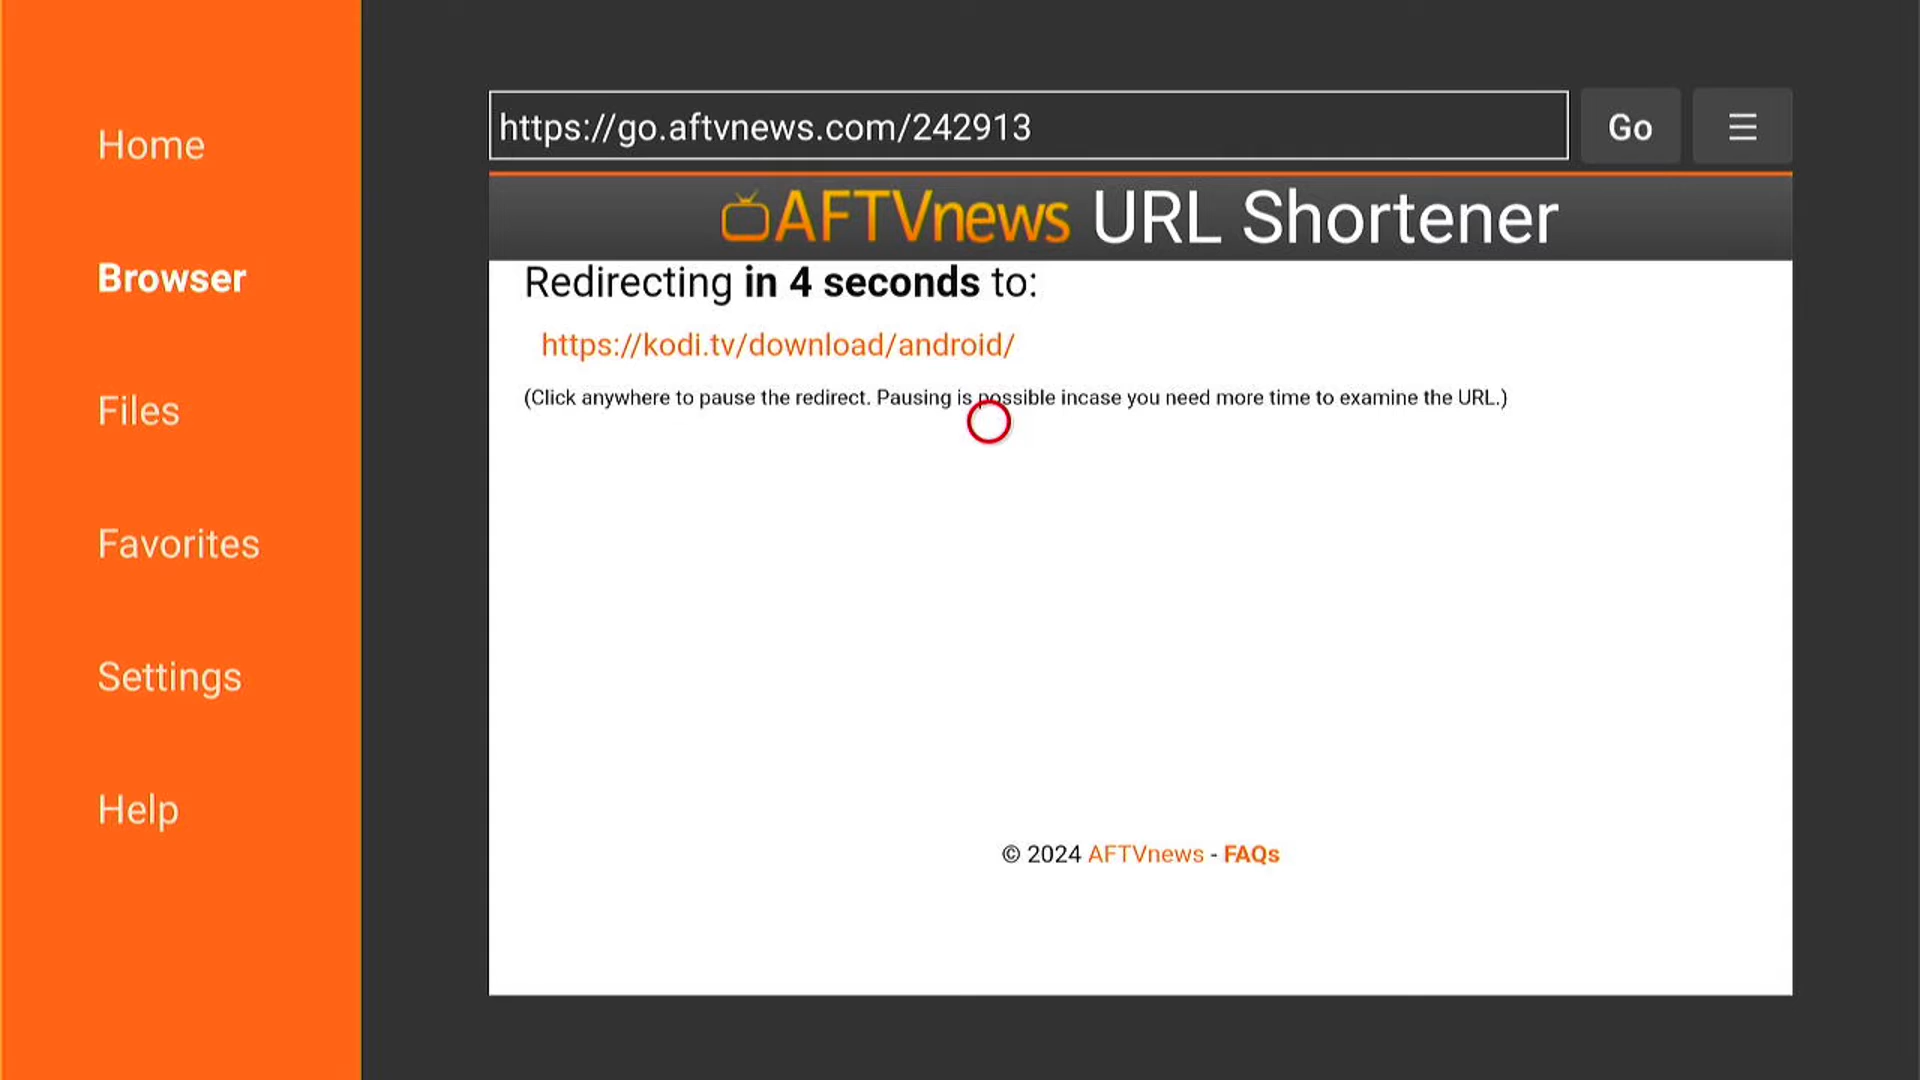 Home
Browser
Files
Favorites
Settings
Help
https://go.aftvnews.com/242913
Go
AFTVnews URL Shortener
Redirecting in 4 seconds to:
https://kodi.tv/download/android/
(Click anywhere to pause the redirect. Pausing is possible incase you need more time to examine the URL.)
© 2024 AFTVnews - FAQs